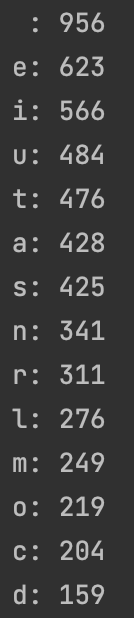 : 956
e: 623
i: 566
u: 484
t: 476
a: 428
s: 425
n: 341
r: 311
l: 276
m: 249
o: 219
c: 204
d: 159